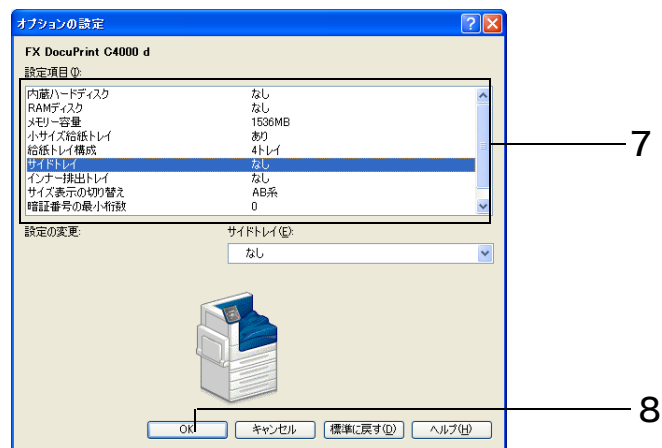 オプションの設定
FX DocuPrint C4000 d
設定項目(I):
内蔵ハードディスク なし
RAMディスク なし
メモリー容量 1536MB
小サイズ給紙トレイ あり
給紙トレイ構成 4トレイ
サイドトレイ なし
インナー排出トレイ なし
サイズ表示の切り替え AB系
暗証番号の最小桁数 0
7
設定の変更: サイドトレイ(E):
なし
8
OK キャンセル 標準に戻す(D) ヘルプ(H)